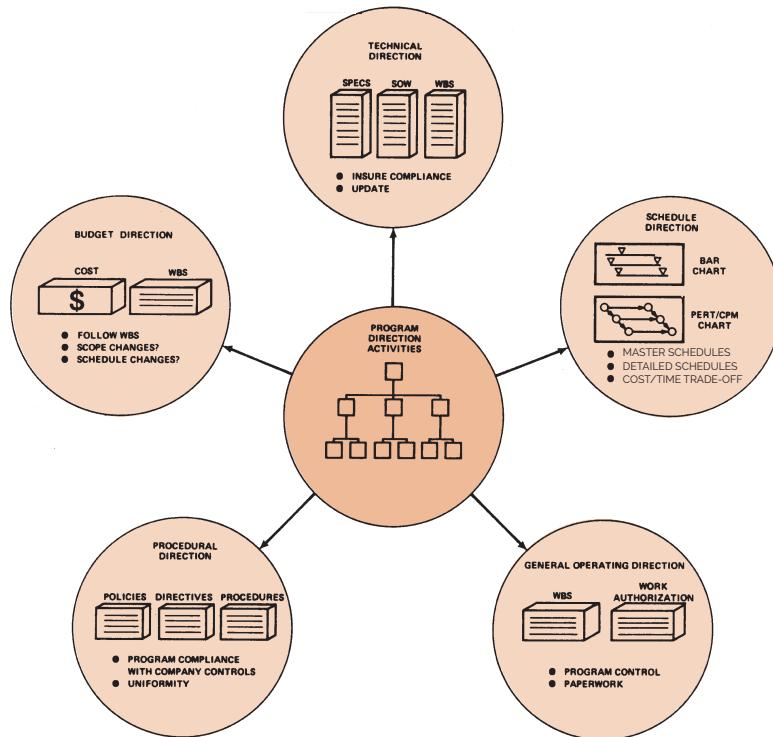 TECHNICAL
DIRECTION
SPECS SOW WBS
● INSURE COMPLIANCE
● UPDATE
BUDGET DIRECTION
COST WBS
$
● FOLLOW WBS
● SCOPE CHANGES?
● SCHEDULE CHANGES?
SCHEDULE
DIRECTION
BAR
CHART
PERT/CPM
CHART
● MASTER SCHEDULES
● DETAILED SCHEDULES
● COST/TIME TRADE-OFF
PROGRAM
DIRECTION
ACTIVITIES
PROCEDURAL
DIRECTION
POLICIES DIRECTIVES PROCEDURES
● PROGRAM COMPLIANCE
WITH COMPANY CONTROLS
● UNIFORMITY
GENERAL OPERATING DIRECTION
WBS
WORK
AUTHORIZATION
● PROGRAM CONTROL
● PAPERWORK